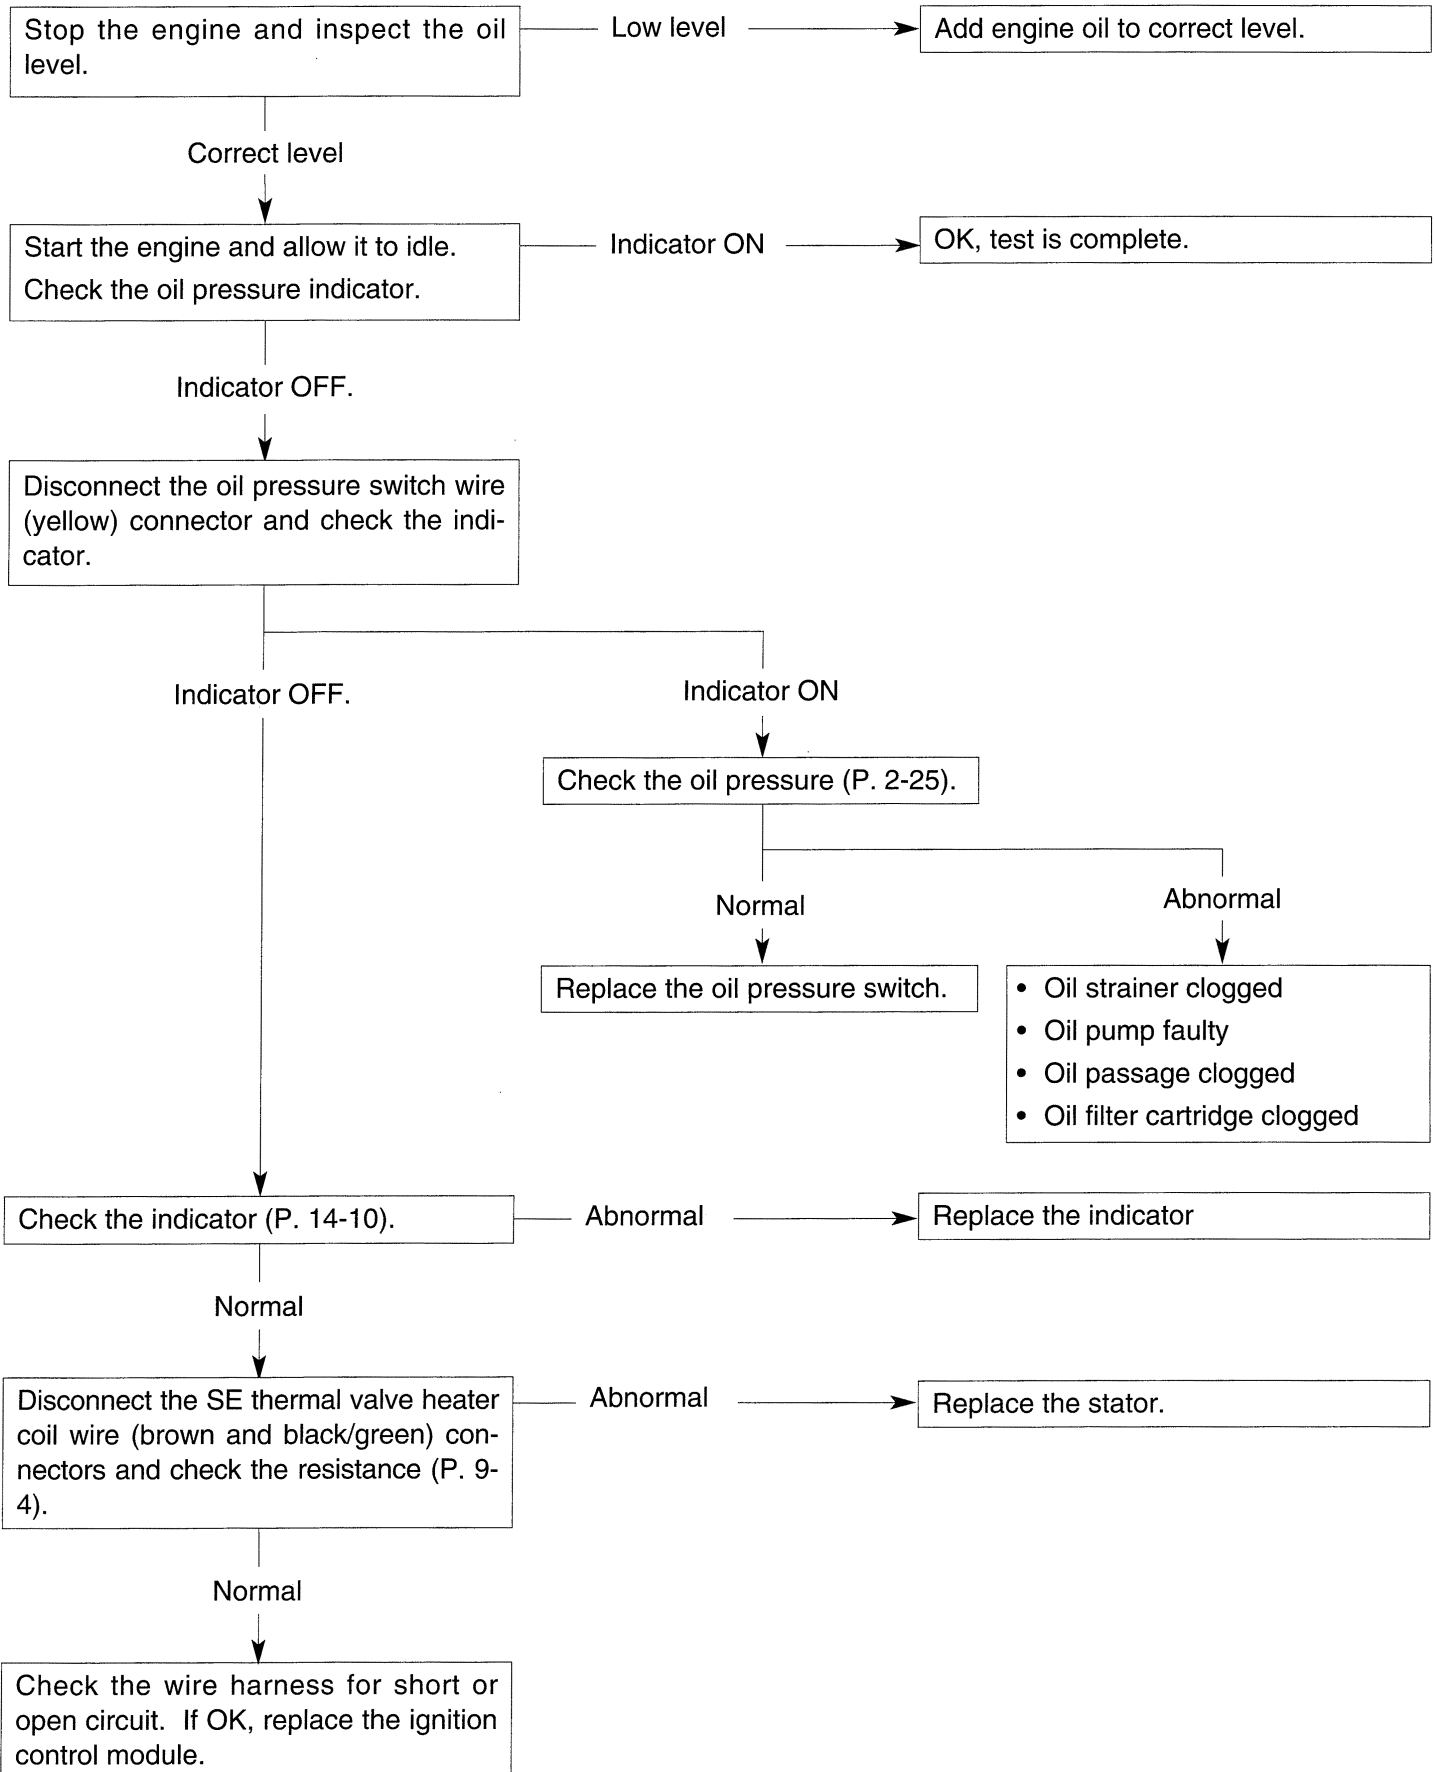 Stop the engine and inspect the oil
level.
Low level
Add engine oil to correct level.
Correct level
Start the engine and allow it to idle.
Check the oil pressure indicator.
Indicator ON
OK, test is complete.
Indicator OFF.
Disconnect the oil pressure switch wire
(yellow) connector and check the indi-
cator.
Indicator OFF.
Indicator ON
Check the oil pressure (P. 2-25).
Normal
Abnormal
Replace the oil pressure switch.
• Oil strainer clogged
• Oil pump faulty
• Oil passage clogged
• Oil filter cartridge clogged
Check the indicator (P. 14-10).
Abnormal
Replace the indicator
Normal
Disconnect the SE thermal valve heater
coil wire (brown and black/green) con-
nectors and check the resistance (P. 9-
4).
Abnormal
Replace the stator.
Normal
Check the wire harness for short or
open circuit. If OK, replace the ignition
control module.